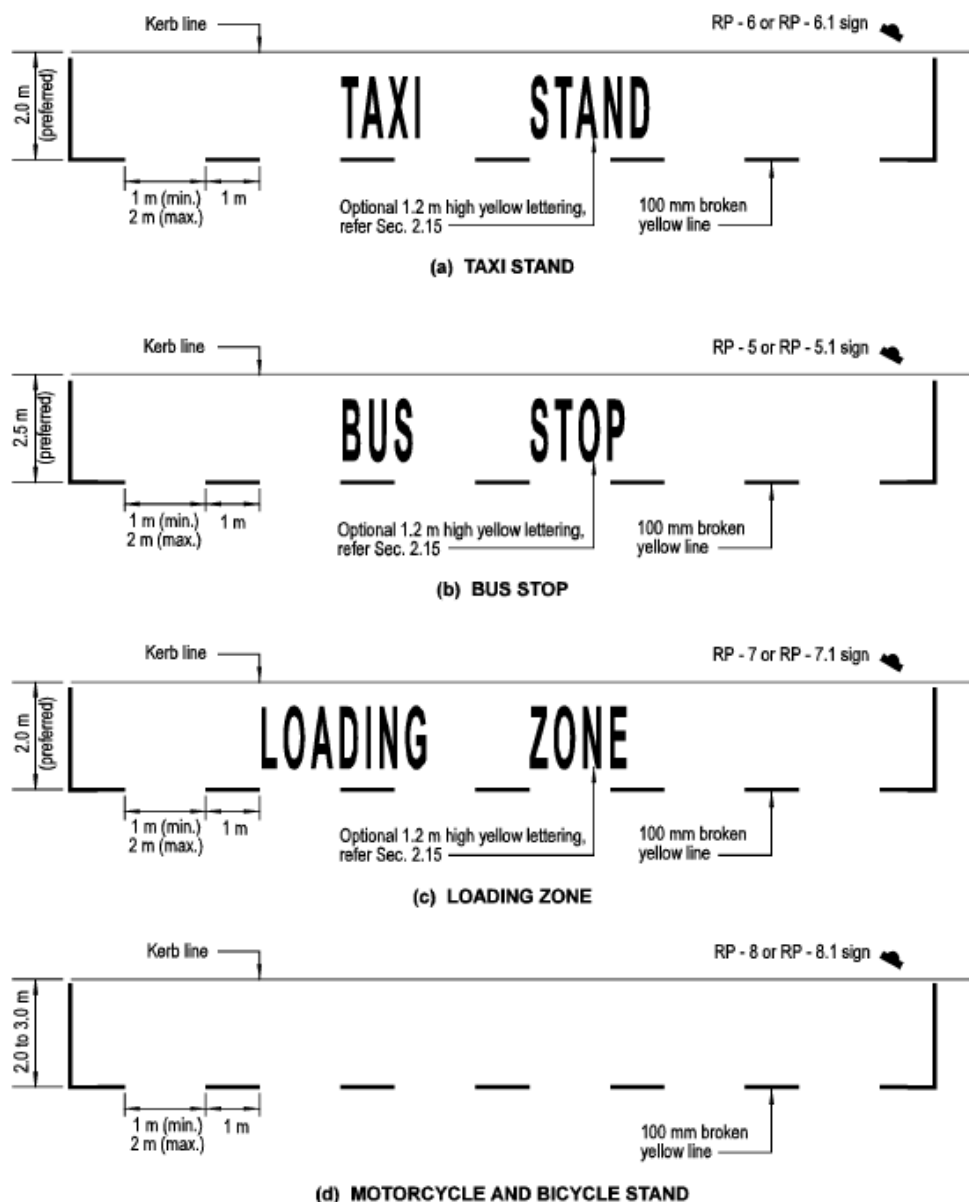 Kerb line
RP - 6 or RP - 6.1 sign
2.0 m
(preferred)
TAXI STAND
1 m (min.)
2 m (max.)
1 m
Optional 1.2 m high yellow lettering,
refer Sec. 2.15
100 mm broken
yellow line
(a) TAXI STAND
Kerb line
RP - 5 or RP - 5.1 sign
2.5 m
(preferred)
BUS STOP
1 m (min.)
2 m (max.)
1 m
Optional 1.2 m high yellow lettering,
refer Sec. 2.15
100 mm broken
yellow line
(b) BUS STOP
Kerb line
RP - 7 or RP - 7.1 sign
2.0 m
(preferred)
LOADING ZONE
1 m (min.)
2 m (max.)
1 m
Optional 1.2 m high yellow lettering,
refer Sec. 2.15
100 mm broken
yellow line
(c) LOADING ZONE
Kerb line
RP - 8 or RP - 8.1 sign
2.0 to 3.0 m
1 m (min.)
2 m (max.)
1 m
100 mm broken
yellow line
(d) MOTORCYCLE AND BICYCLE STAND